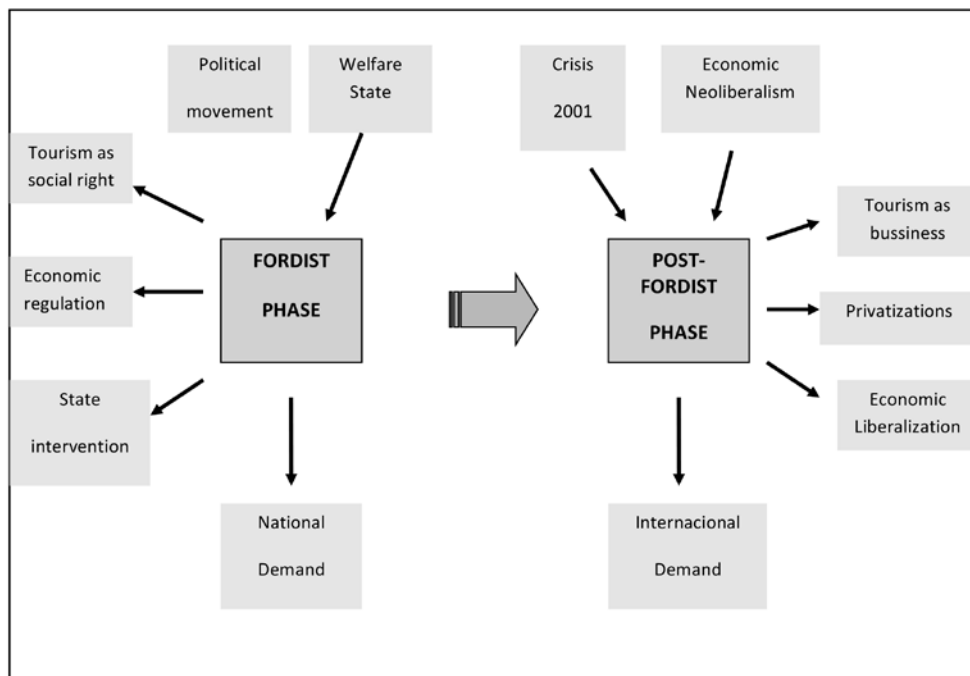 Political
movement
Welfare
State
Crisis
2001
Economic
Neoliberalism
Tourism as
social right
Tourism as
bussiness
FORDIST
PHASE
POST-
FORDIST
PHASE
Economic
regulation
Privatizations
State
intervention
Economic
Liberalization
National
Demand
Internacional
Demand